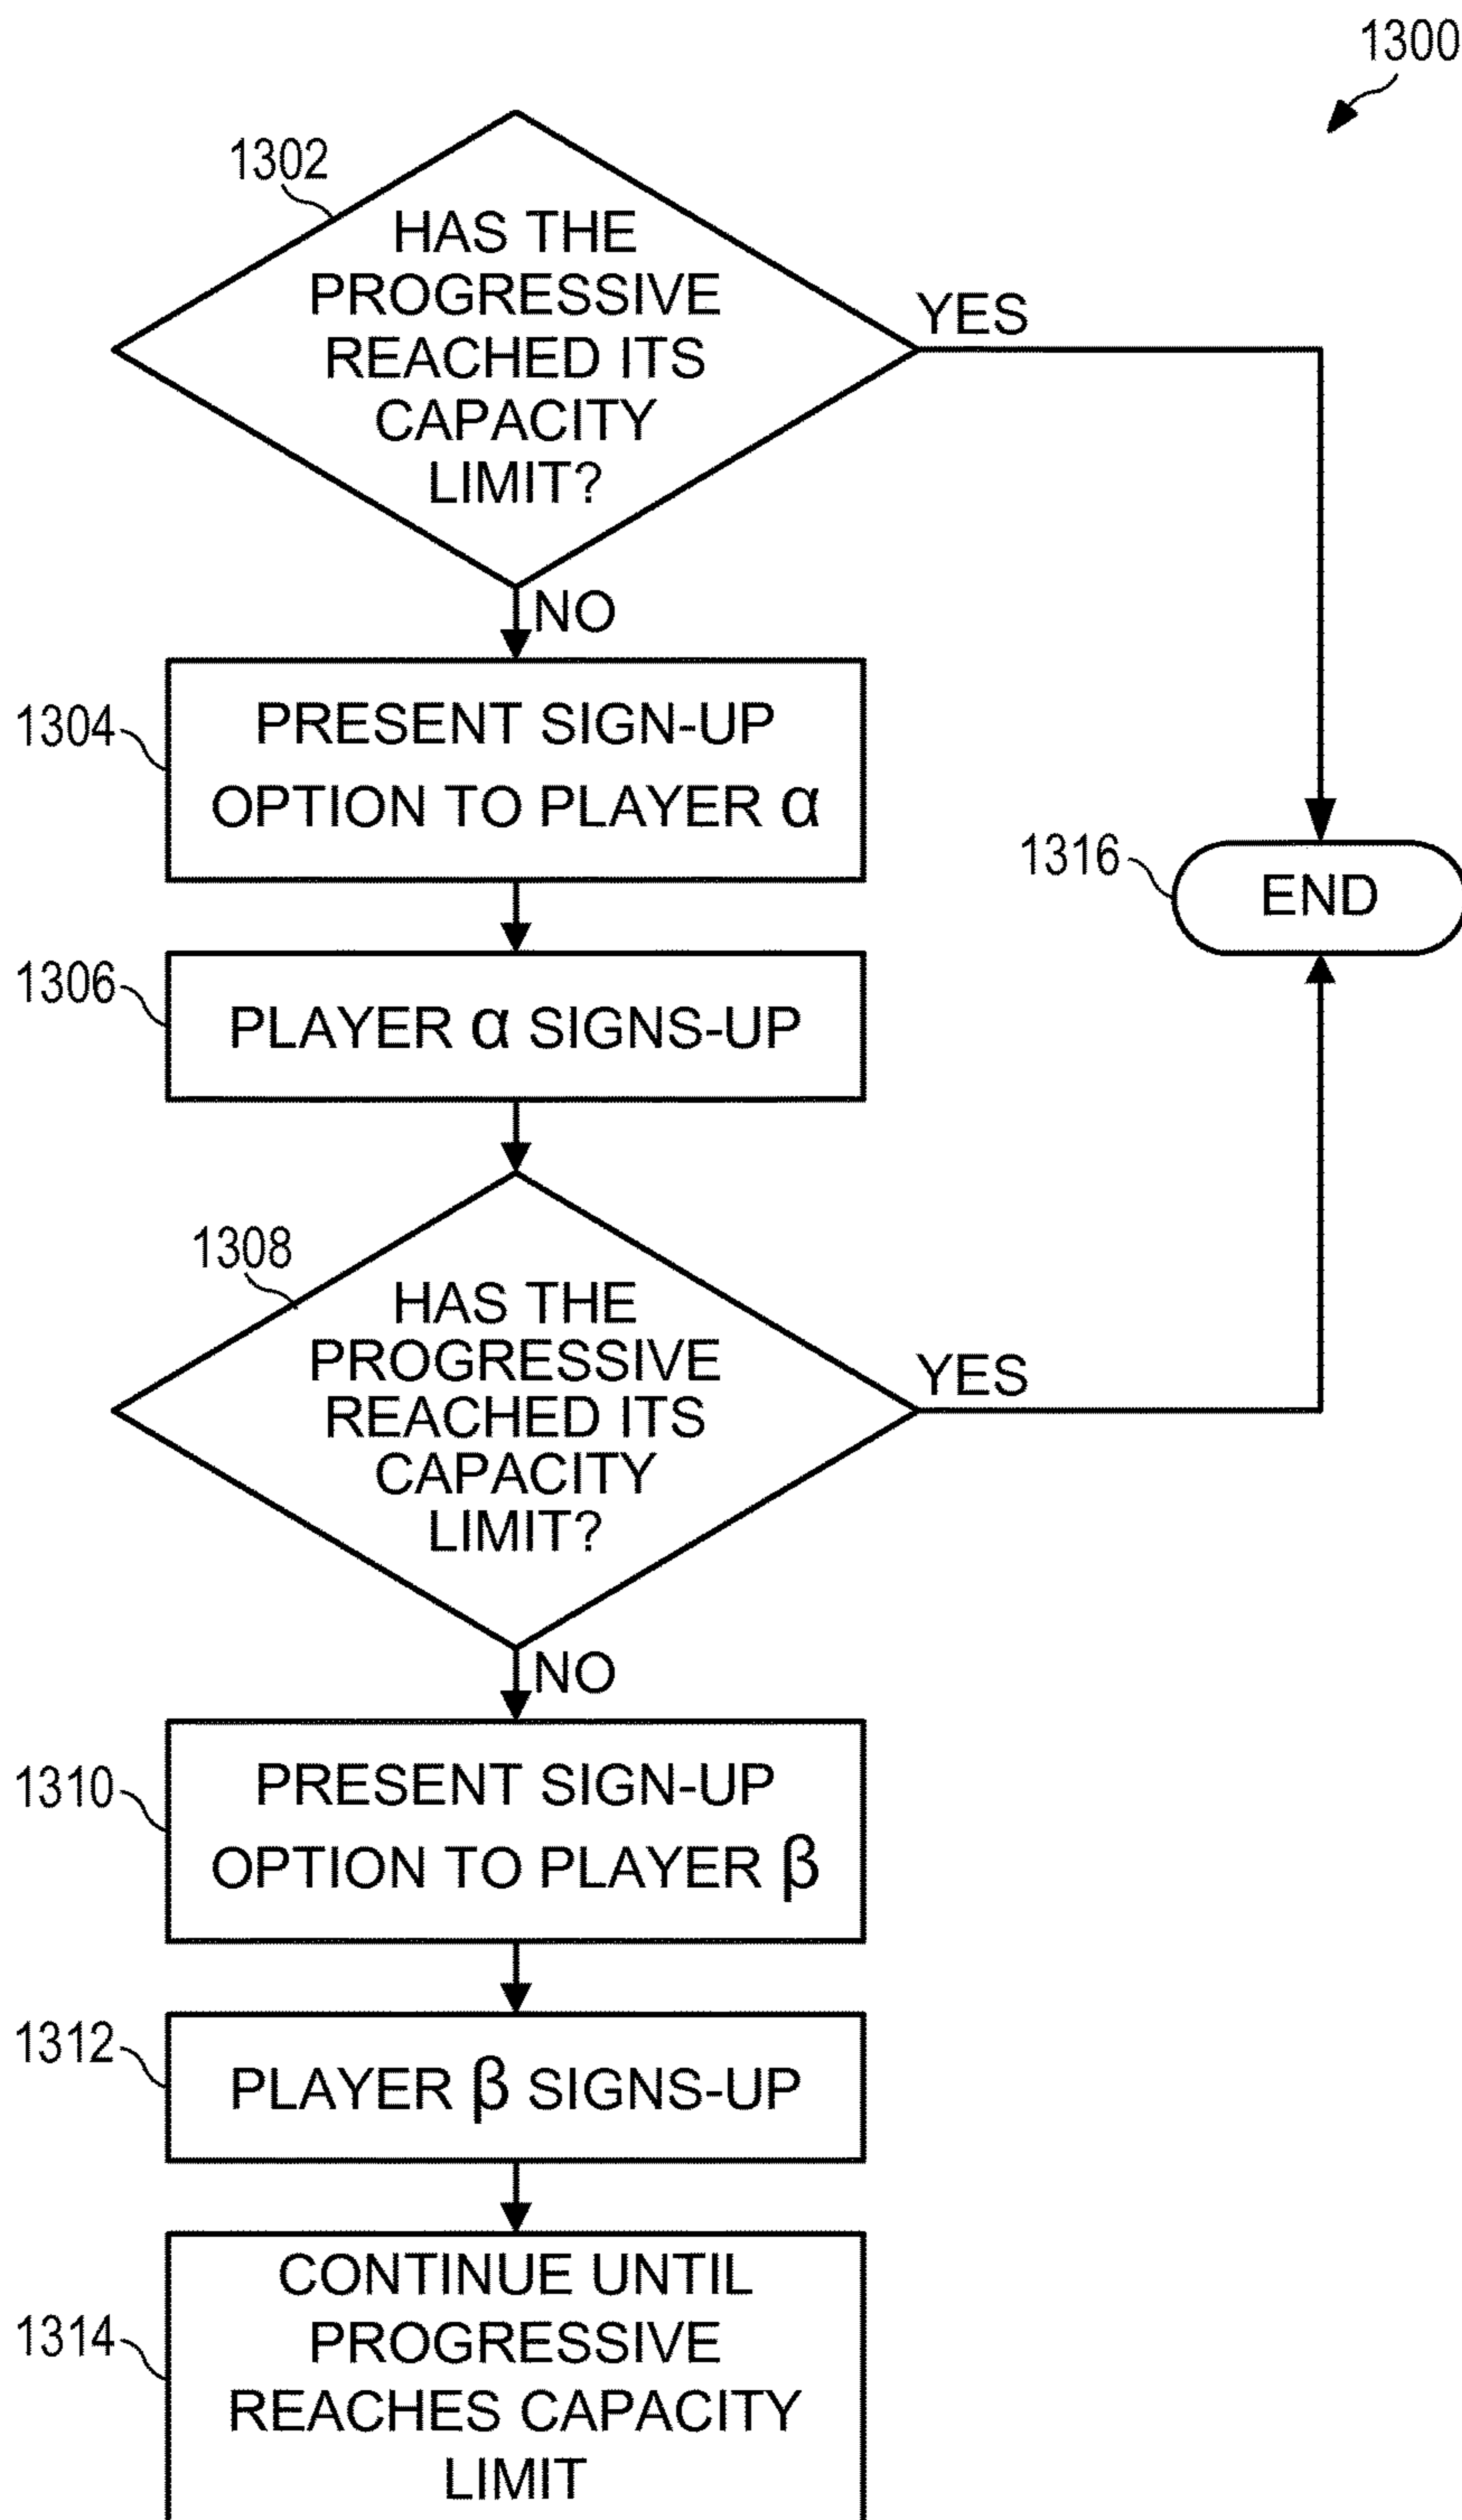 1300
1302
HAS THE
PROGRESSIVE
REACHED ITS
CAPACITY
LIMIT?
YES
NO
1304
PRESENT SIGN-UP
OPTION TO PLAYER α
1316
END
1306
PLAYER α SIGNS-UP
1308
HAS THE
PROGRESSIVE
REACHED ITS
CAPACITY
LIMIT?
YES
NO
1310
PRESENT SIGN-UP
OPTION TO PLAYER β
1312
PLAYER β SIGNS-UP
1314
CONTINUE UNTIL
PROGRESSIVE
REACHES CAPACITY
LIMIT